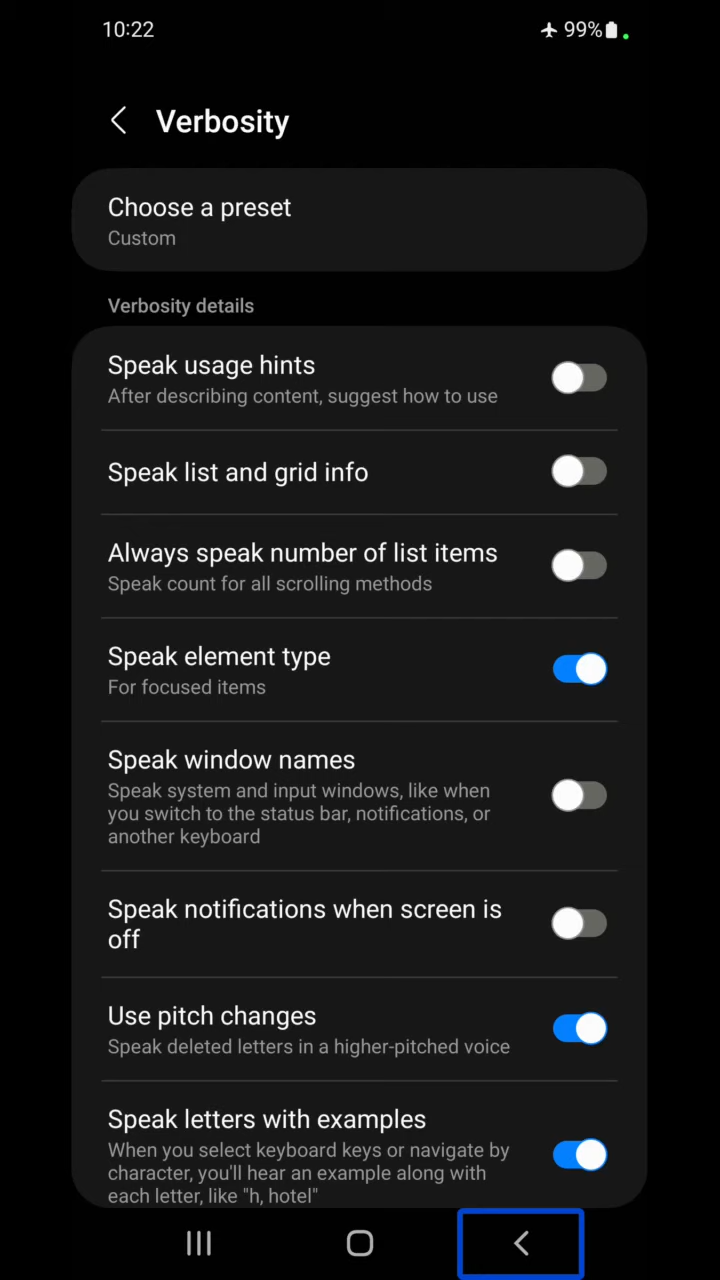 10:22
99%
Verbosity
Choose a preset
Custom
Verbosity details
Speak usage hints
After describing content, suggest how to use
Speak list and grid info
Always speak number of list items
Speak count for all scrolling methods
Speak element type
For focused items
Speak window names
Speak system and input windows, like when
you switch to the status bar, notifications, or
another keyboard
Speak notifications when screen is
off
Use pitch changes
Speak deleted letters in a higher-pitched voice
Speak letters with examples
When you select keyboard keys or navigate by
character, you'll hear an example along with
each letter, like "h, hotel"